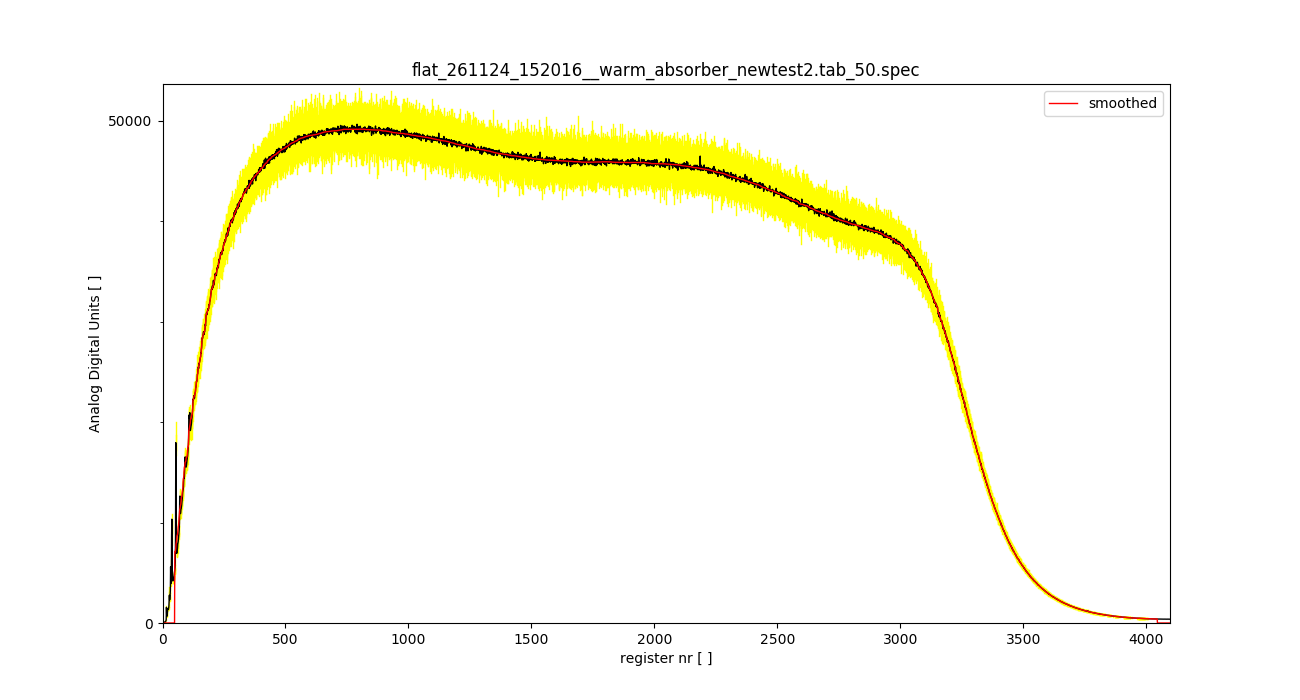 flat_261124_152016__warm_absorber_newtest2.tab_50.spec
smoothed
50000
Analog Digital Units [ ]
0
0 500 1000 1500 2000 2500 3000 3500 4000
register nr [ ]